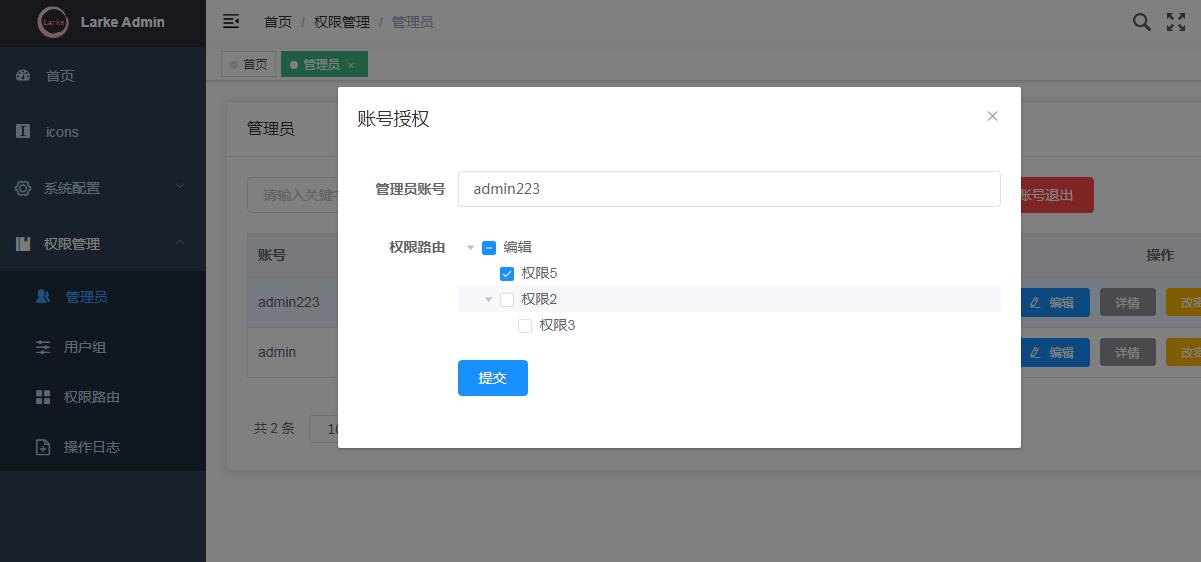 Larke
Larke Admin
首页 / 权限管理 / 管理员
首页
管理员 ×
首页
icons
系统配置
权限管理
管理员
用户组
权限路由
操作日志
管理员
请输入关键字
账号退出
账号
操作
admin223
编辑
详情
改密
admin
编辑
详情
改密
共 2 条
10
账号授权
管理员账号
admin223
权限路由
编辑
权限5
权限2
权限3
提交